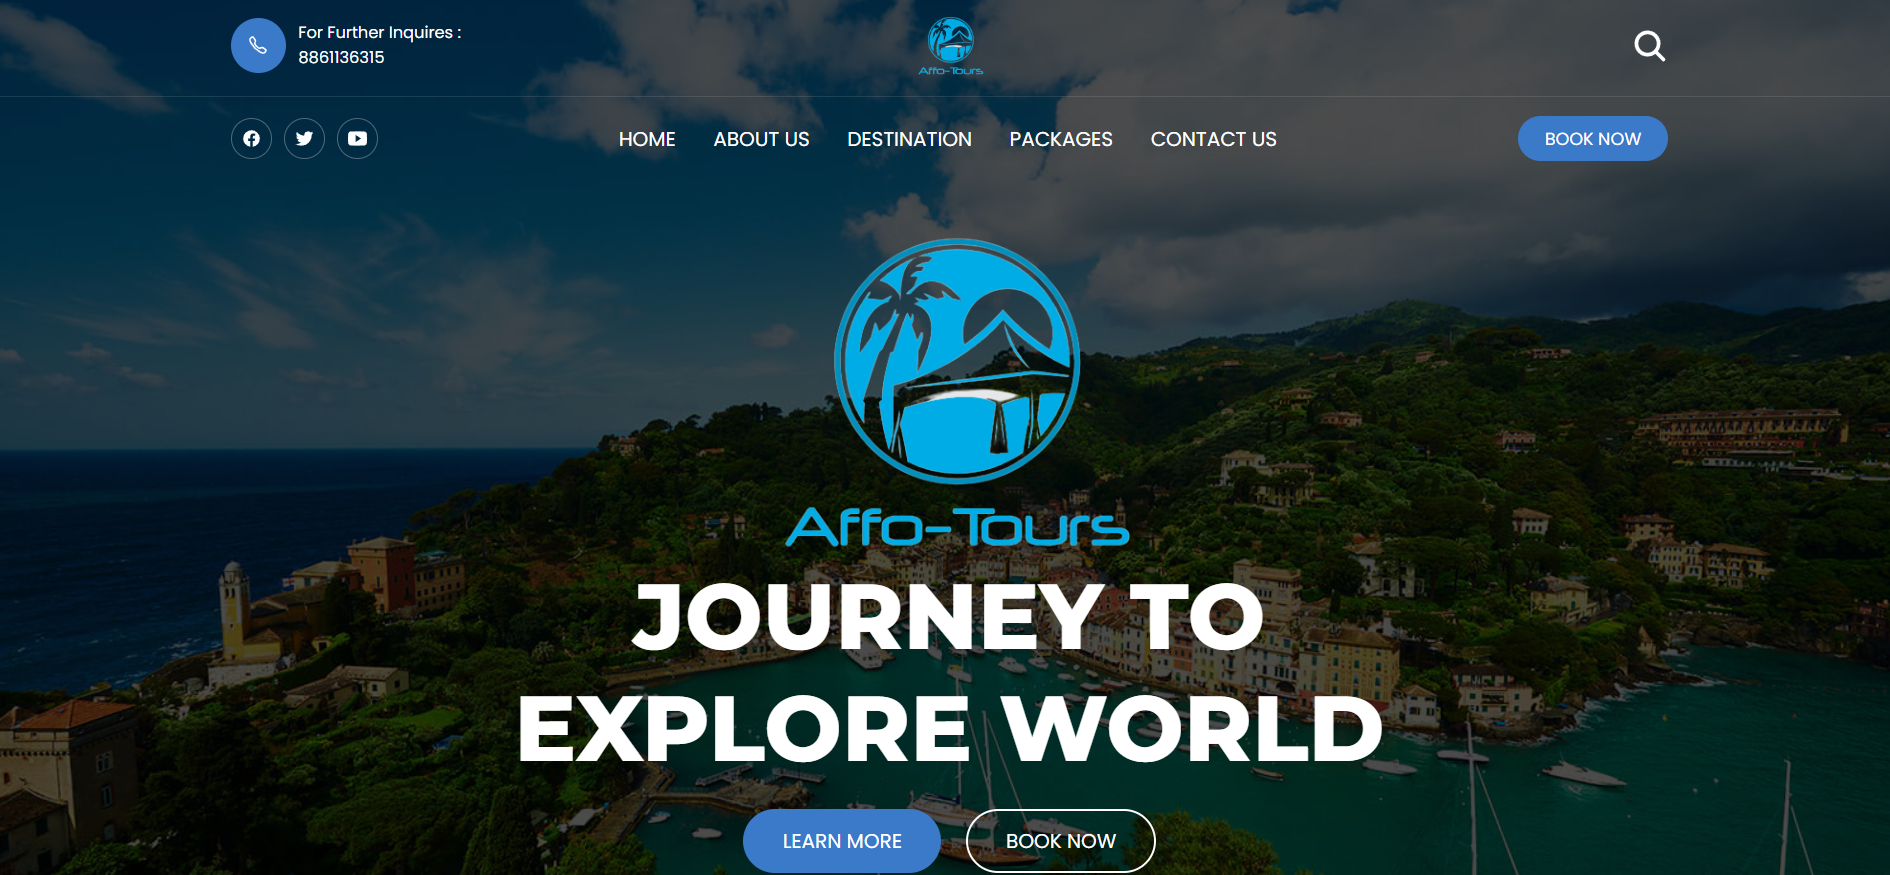 For Further Inquires :
8861136315
Affo-Tours
HOME
ABOUT US
DESTINATION
PACKAGES
CONTACT US
BOOK NOW
Affo-Tours
JOURNEY TO
EXPLORE WORLD
LEARN MORE
BOOK NOW